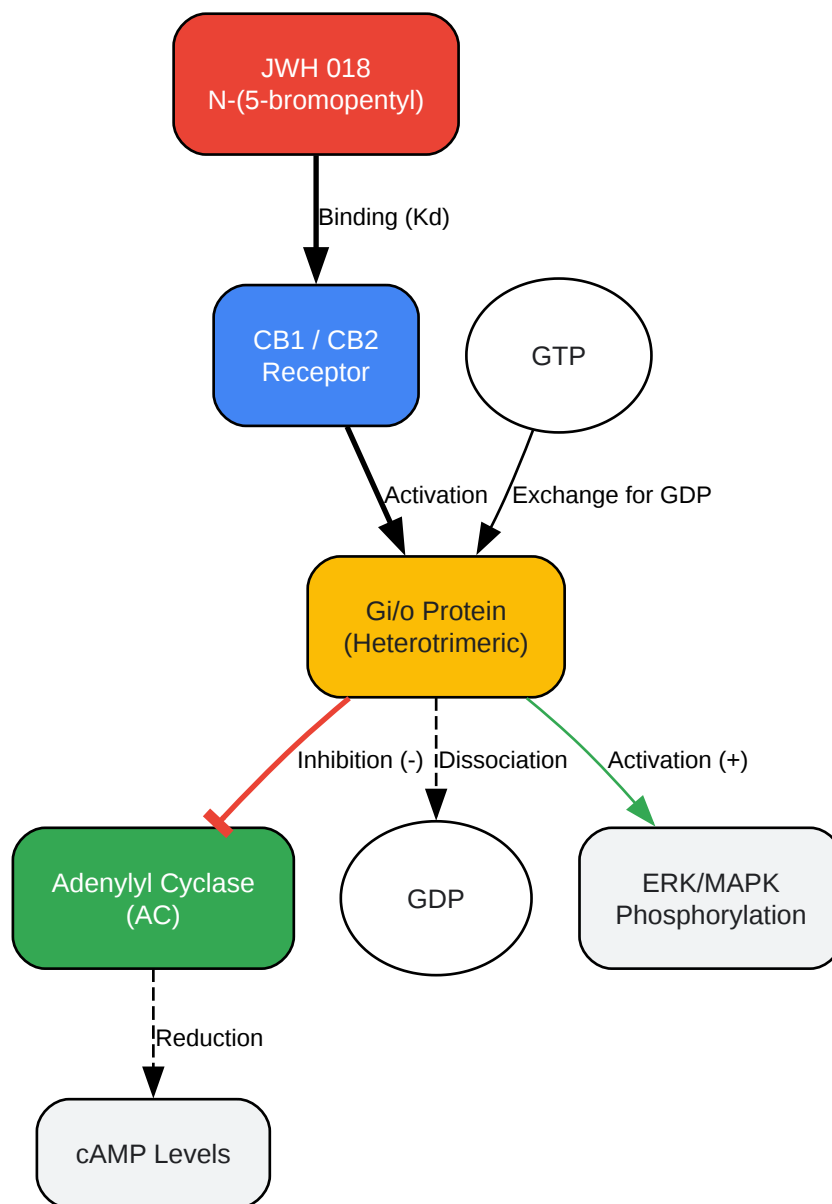 JWH 018
N-(5-bromopentyl)
Binding (Kd)
CB1 / CB2
Receptor
GTP
Activation
Exchange for GDP
Gi/o Protein
(Heterotrimeric)
Inhibition (-)
Dissociation
Activation (+)
Adenylyl Cyclase
(AC)
GDP
ERK/MAPK
Phosphorylation
Reduction
cAMP Levels